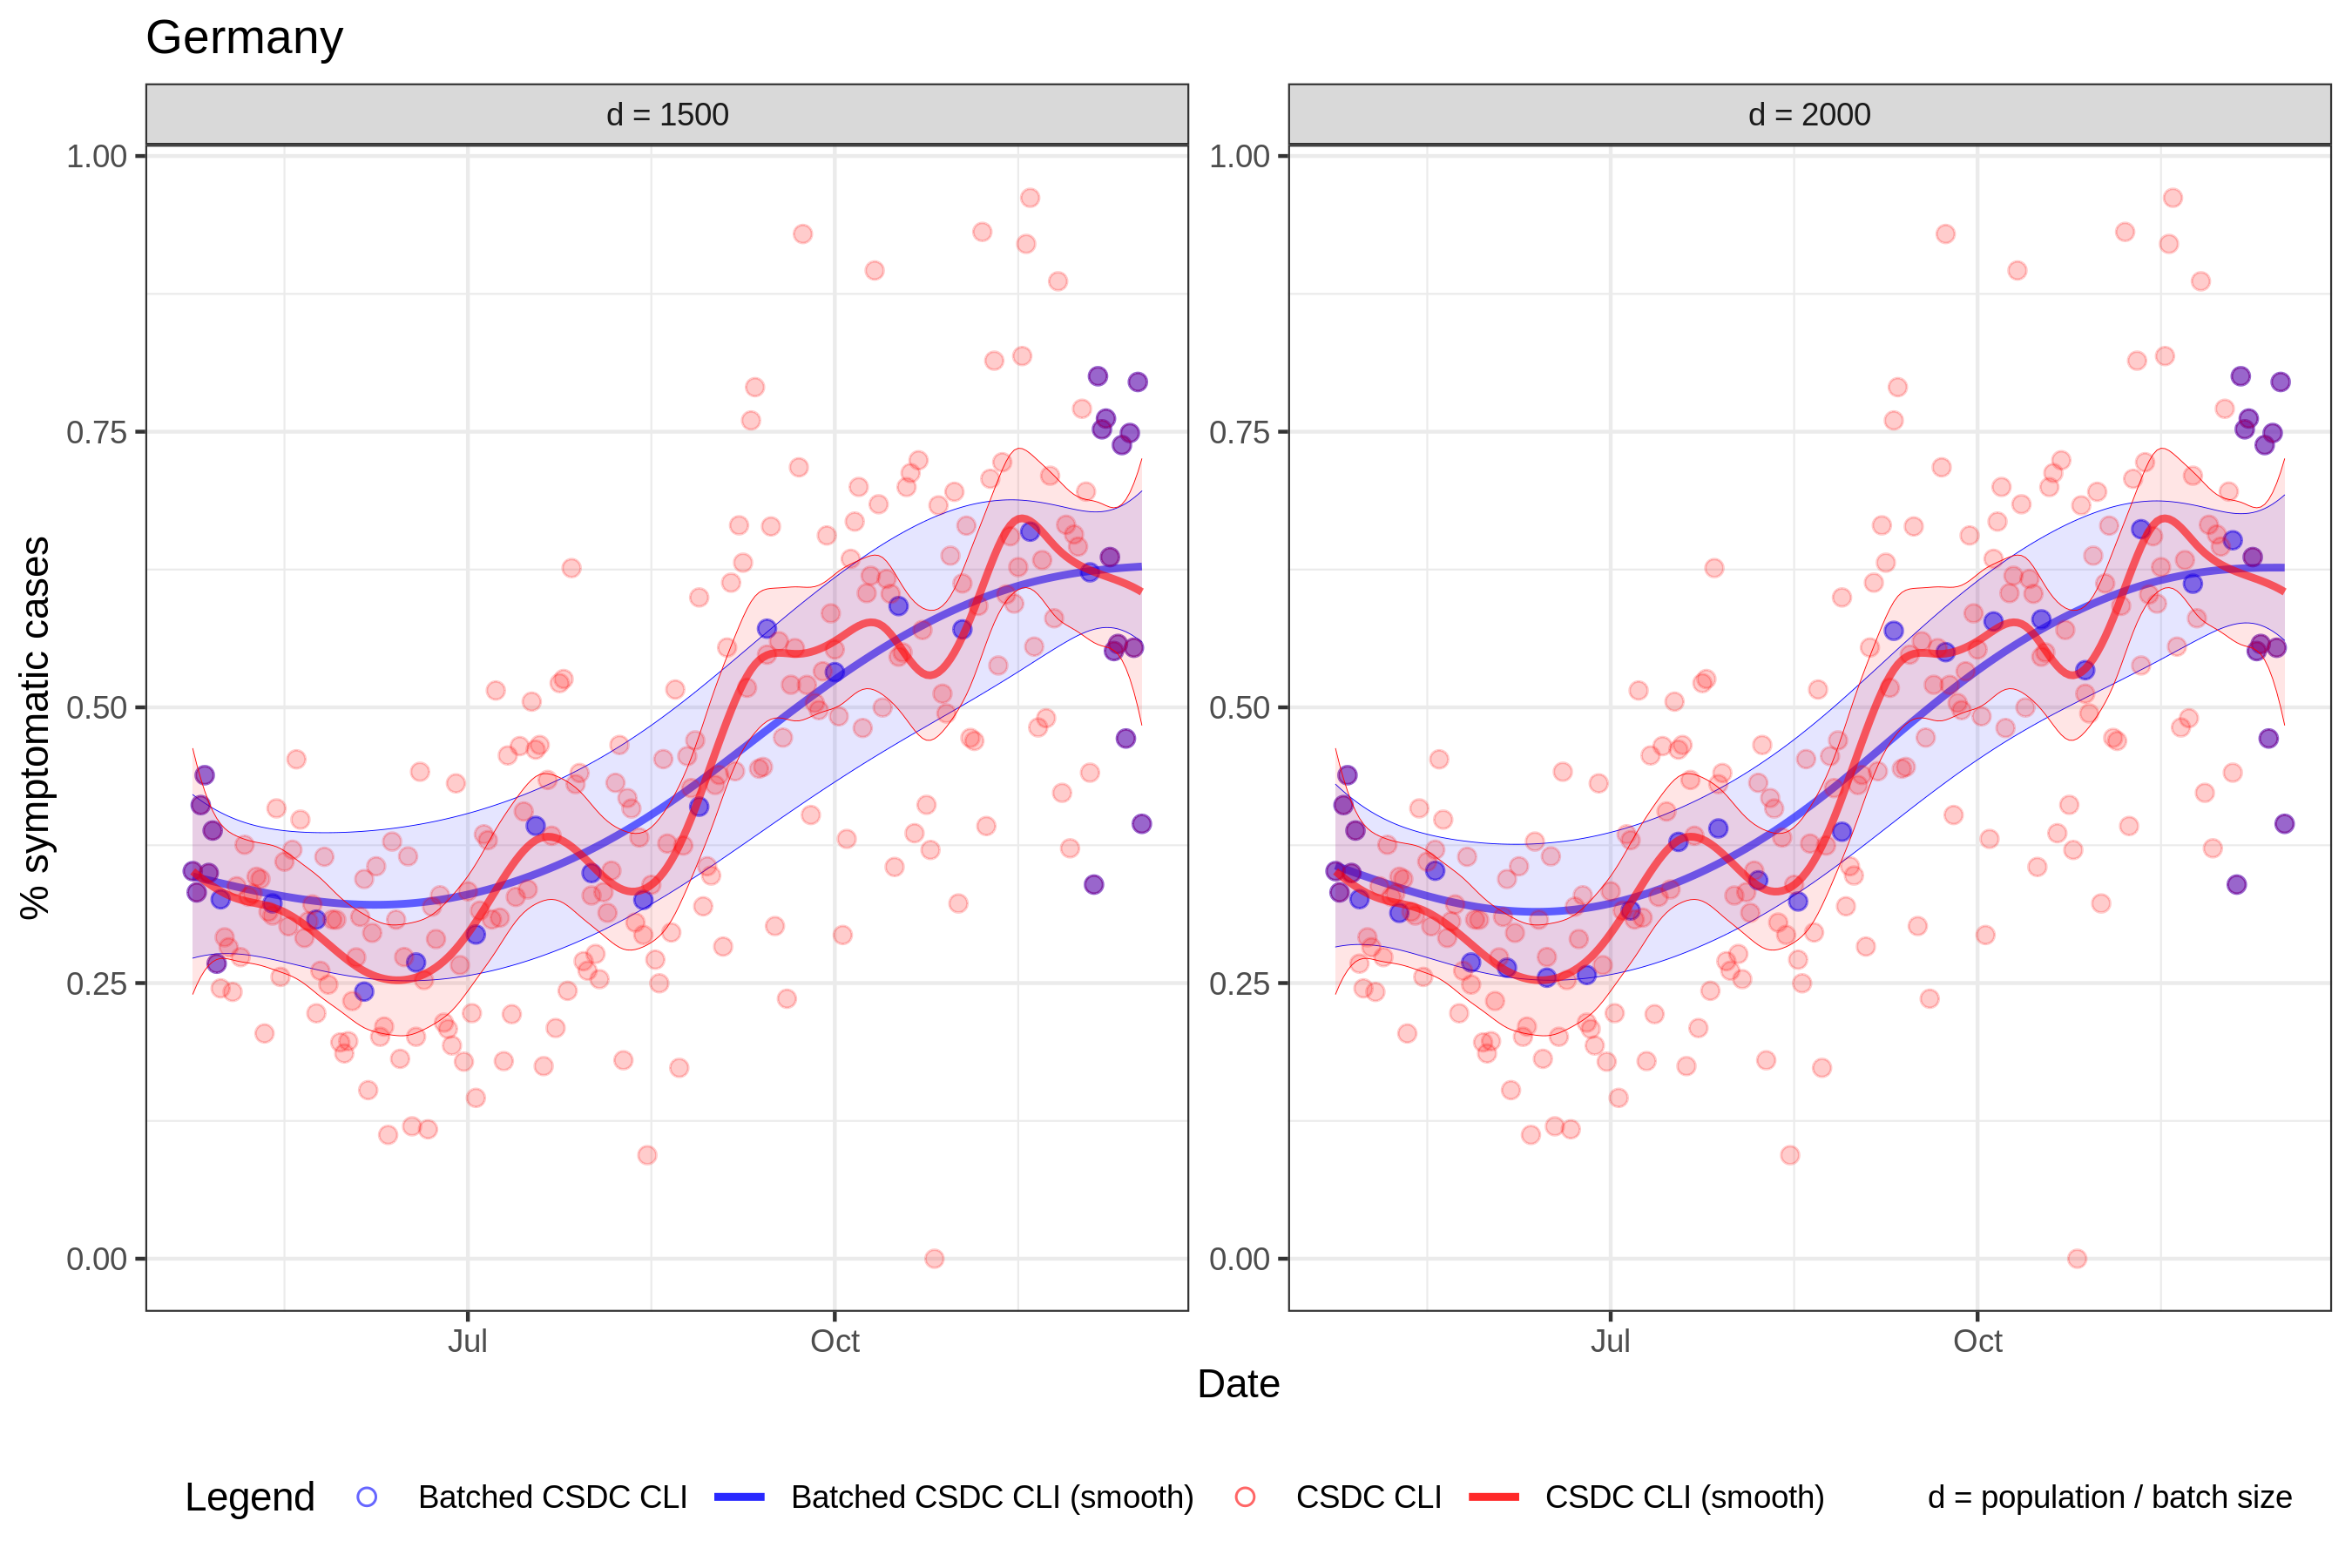 Germany
d = 1500
d = 2000
% symptomatic cases
1.00
0.75
0.50
0.25
0.00
1.00
0.75
0.50
0.25
0.00
Jul
Oct
Jul
Oct
Date
Legend Batched CSDC CLI Batched CSDC CLI (smooth) CSDC CLI CSDC CLI (smooth) d = population / batch size